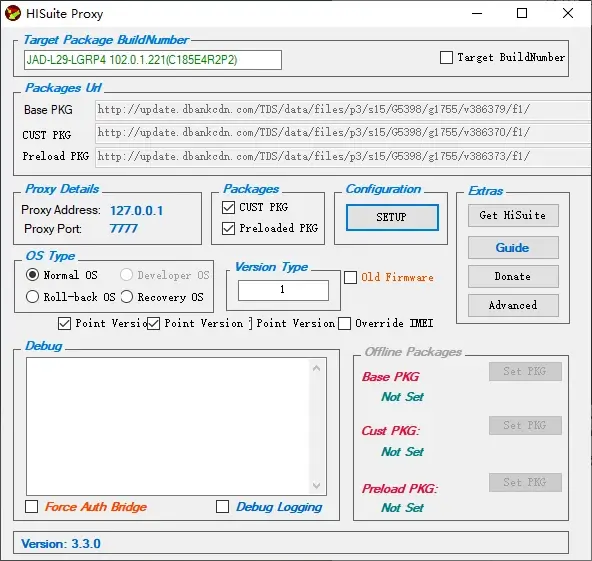 HISuite Proxy
Target Package BuildNumber
JAD-L29-LGRP4 102.0.1.221(C185E4R2P2)
Target BuildNumber
Packages Url
Base PKG http://update.dbankcdn.com/TDS/data/files/p3/s15/G5398/g1755/v386379/f1/
CUST PKG http://update.dbankcdn.com/TDS/data/files/p3/s15/G5398/g1755/v386370/f1/
Preload PKG http://update.dbankcdn.com/TDS/data/files/p3/s15/G5398/g1755/v386373/f1/
Proxy Details
Proxy Address: 127.0.0.1
Proxy Port: 7777
Packages
CUST PKG
Preloaded PKG
Configuration
SETUP
Extras
Get HiSuite
Guide
Donate
Advanced
OS Type
Normal OS Developer OS
Roll-back OS Recovery OS
Version Type
1
Old Firmware
Point Versio Point Version Point Version Override IMEI
Debug
Force Auth Bridge Debug Logging
Offline Packages
Base PKG Set PKG
Not Set
Cust PKG: Set PKG
Not Set
Preload PKG: Set PKG
Not Set
Version: 3.3.0